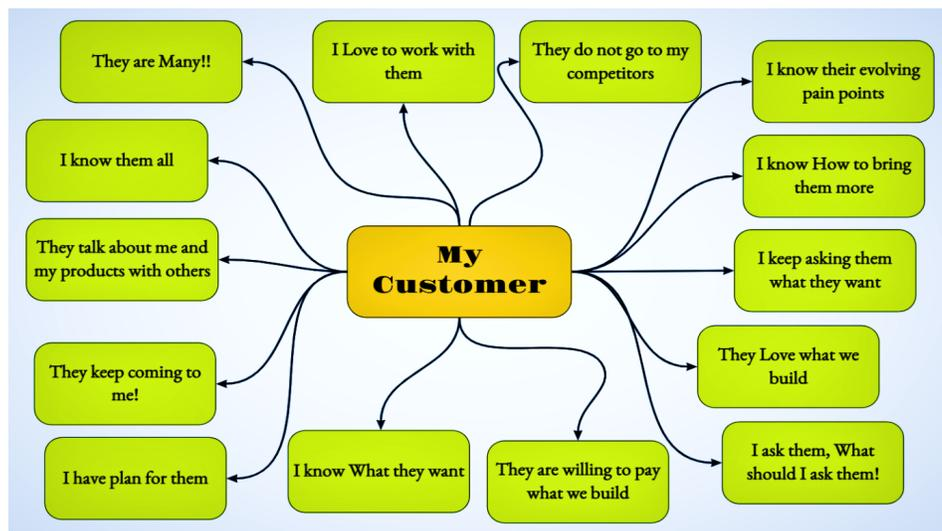 They are Many!!
I Love to work with
them
They do not go to my
competitors
I know their evolving
pain points
I know them all
I know How to bring
them more
They talk about me and
my products with others
My
Customer
I keep asking them
what they want
They keep coming to
me!
They Love what we
build
I have plan for them
I know What they want
They are willing to pay
what we build
I ask them, What
should I ask them!